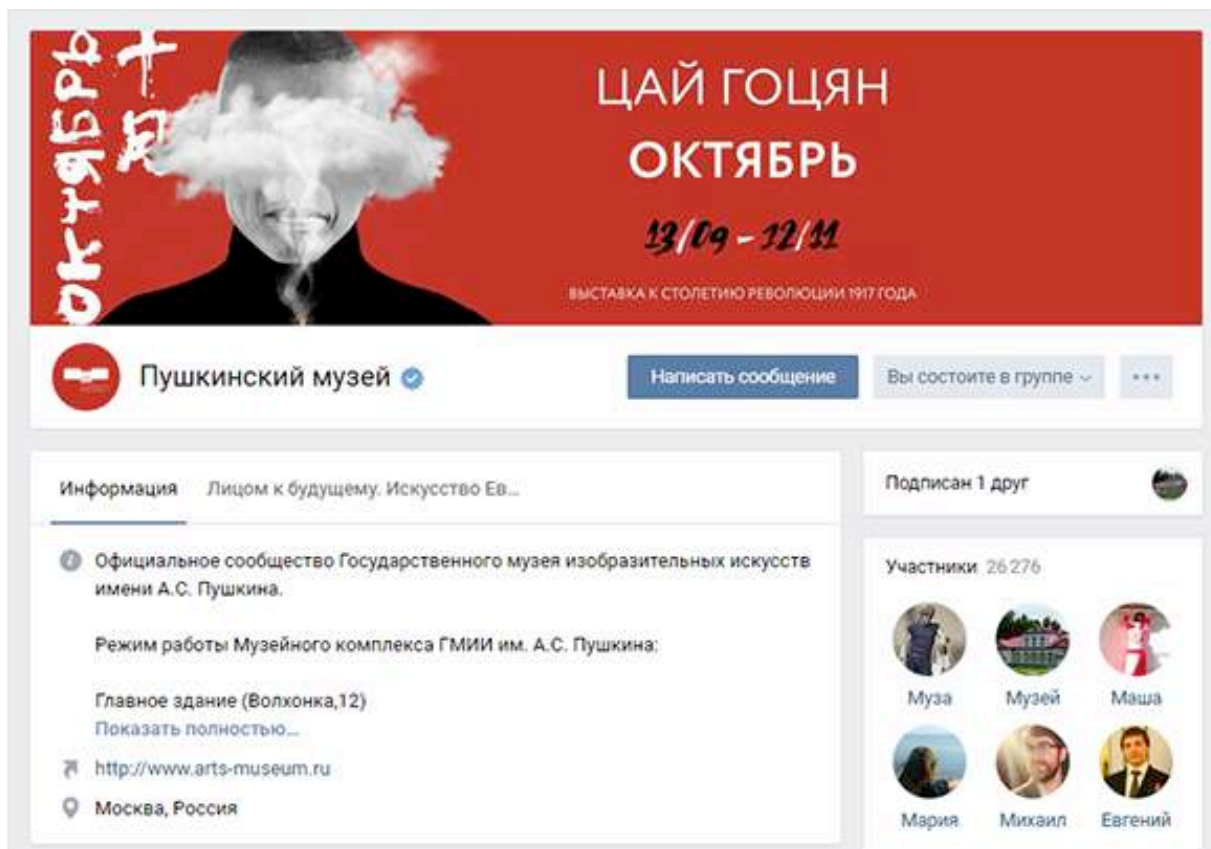 ОКТЯБРЬ
十月
ЦАЙ ГОЦЯН
ОКТЯБРЬ
13/09 - 12/11
ВЫСТАВКА К СТОЛЕТИЮ РЕВОЛЮЦИИ 1917 ГОДА
Пушкинский музей
Написать сообщение
Вы состоите в группе
Информация
Лицом к будущему. Искусство Ев...
Официальное сообщество Государственного музея изобразительных искусств
имени А.С. Пушкина.
Режим работы Музейного комплекса ГМИИ им. А.С. Пушкина:
Главное здание (Волхонка,12)
Показать полностью...
http://www.arts-museum.ru
Москва, Россия
Подписан 1 друг
Участники 26 276
Муза
Музей
Маша
Мария
Михаил
Евгений